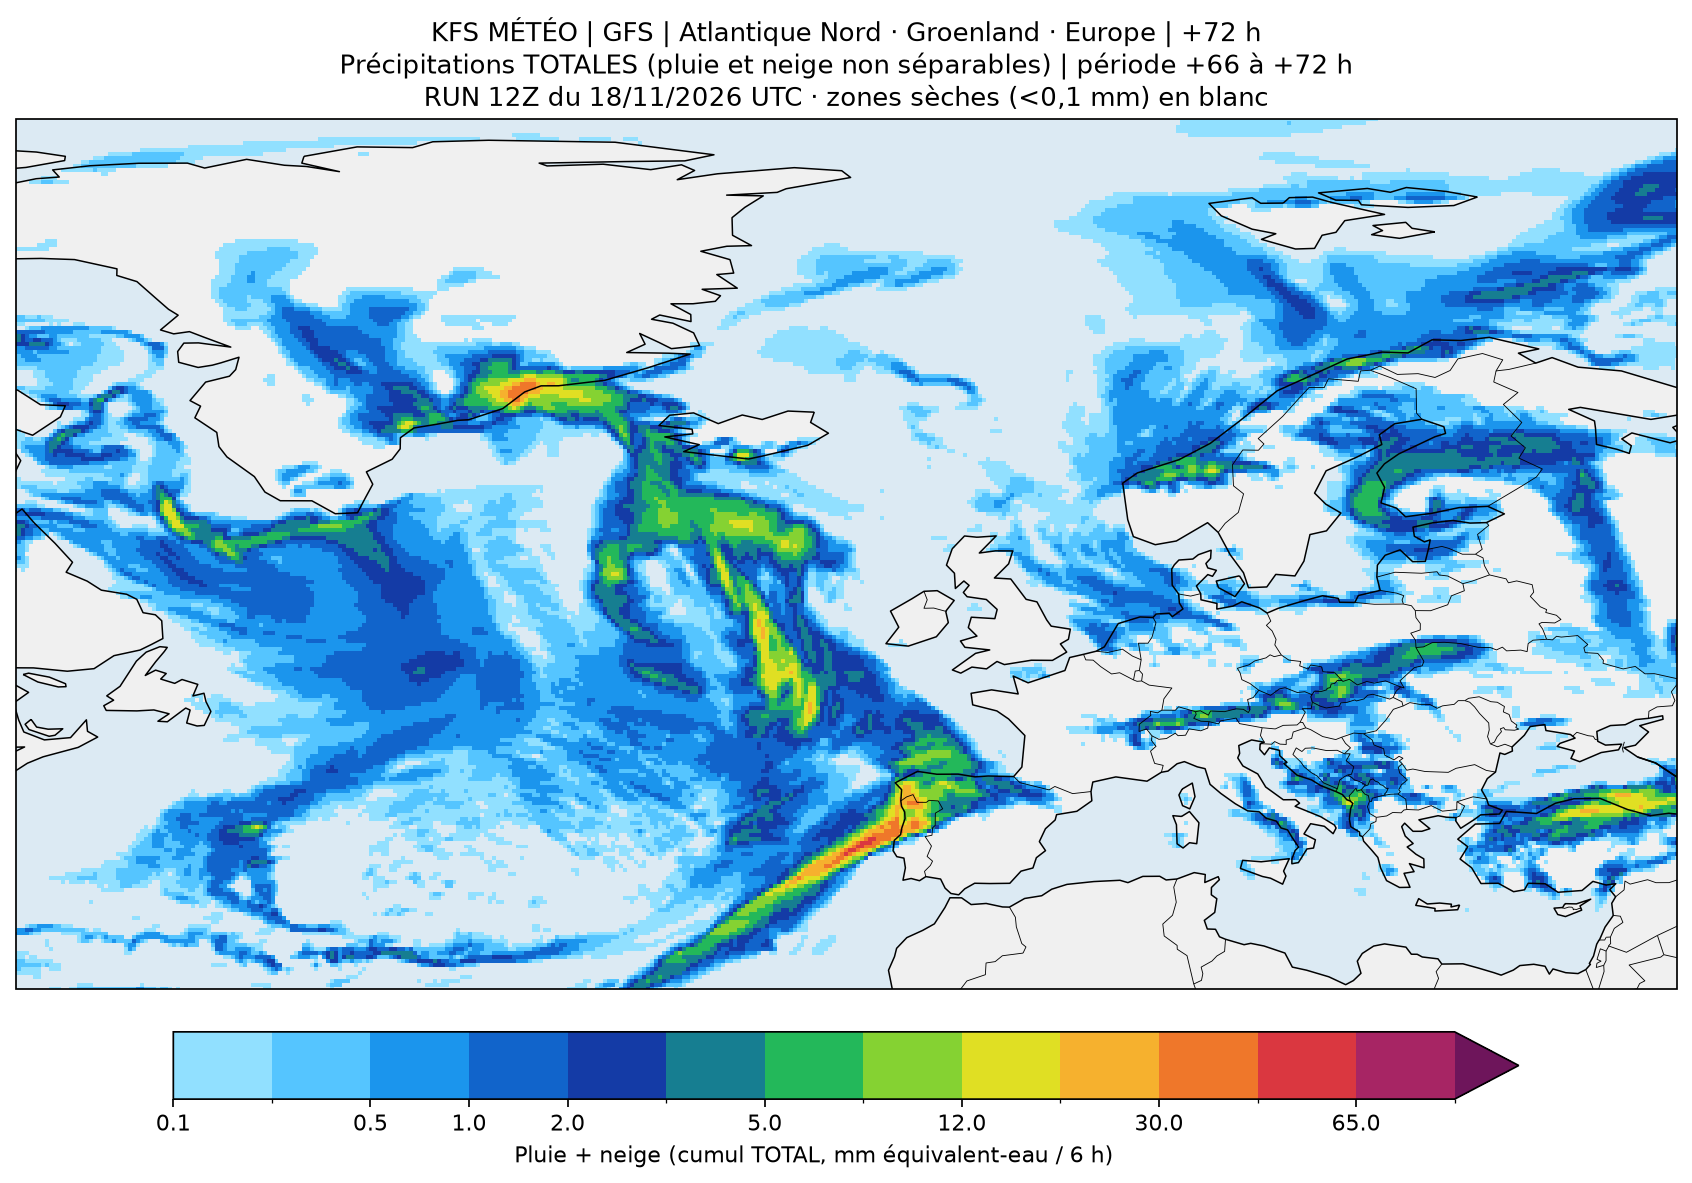 KFS MÉTÉO | GFS | Atlantique Nord · Groenland · Europe | +72 h
Précipitations TOTALES (pluie et neige non séparables) | période +66 à +72 h
RUN 12Z du 18/11/2026 UTC · zones sèches (<0,1 mm) en blanc
0.1 0.5 1.0 2.0 5.0 12.0 30.0 65.0
Pluie + neige (cumul TOTAL, mm équivalent-eau / 6 h)